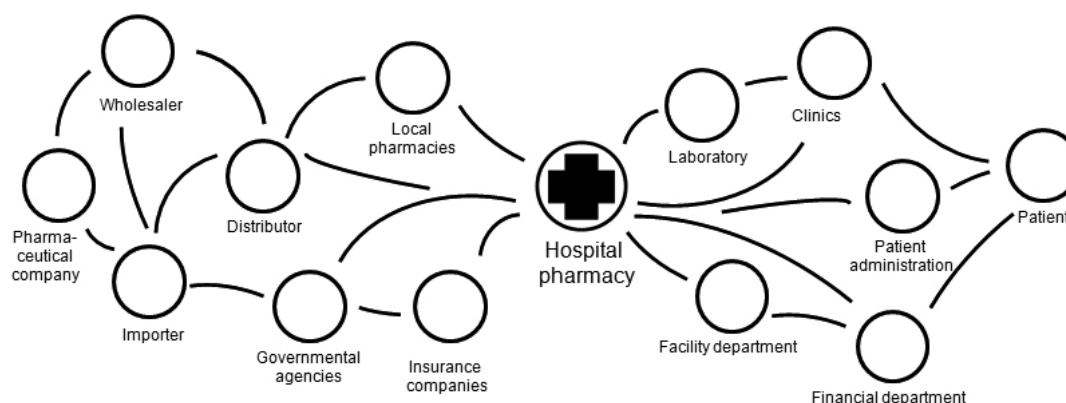 Wholesaler
Local
pharmacies
Clinics
Laboratory
Pharma-
ceutical
company
Distributor
Hospital
pharmacy
Patient
Patient
administration
Importer
Governmental
agencies
Insurance
companies
Facility department
Financial department